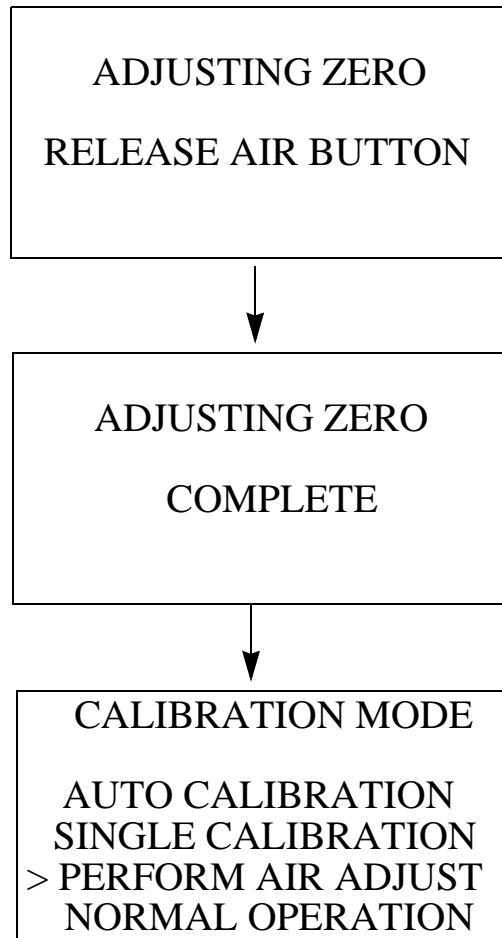 ADJUSTING ZERO
RELEASE AIR BUTTON
ADJUSTING ZERO
COMPLETE
CALIBRATION MODE
AUTO CALIBRATION
SINGLE CALIBRATION
> PERFORM AIR ADJUST
NORMAL OPERATION